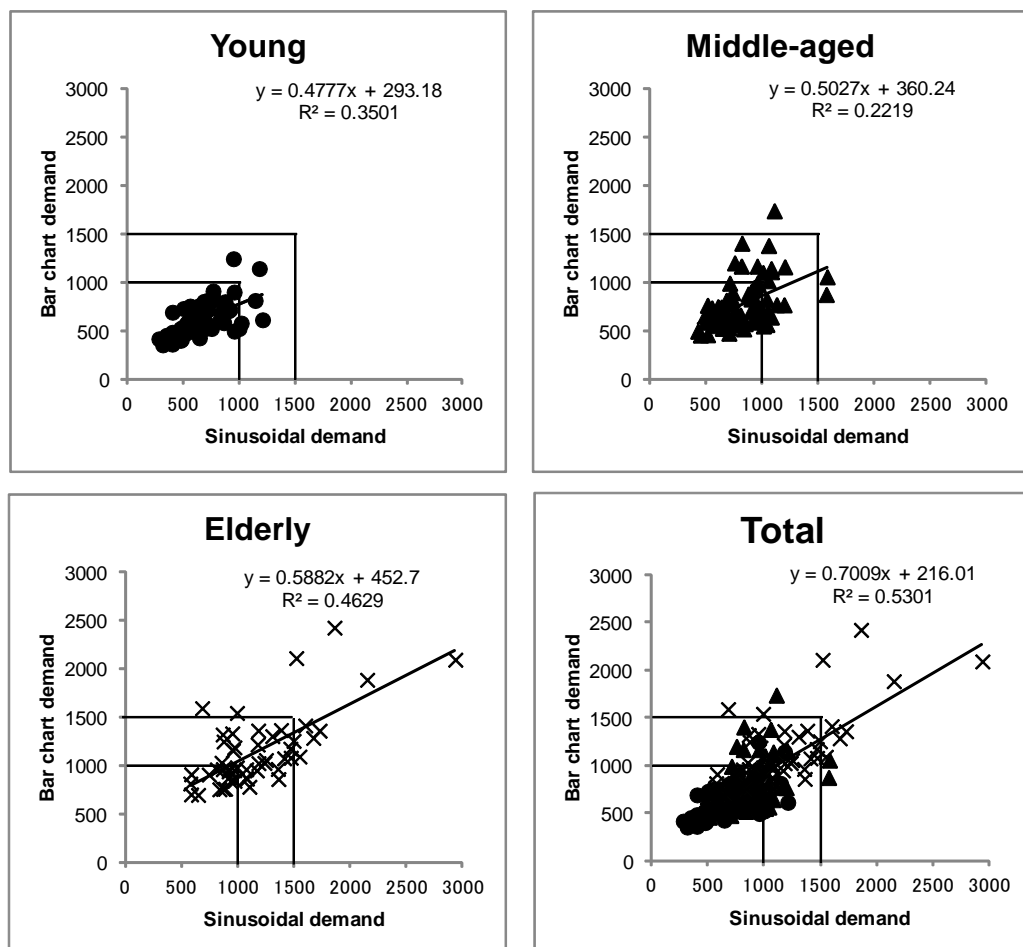 Young
y = 0.4777x + 293.18
R² = 0.3501
3000
2500
2000
1500
1000
500
0
Bar chart demand
0 500 1000 1500 2000 2500 3000
Sinusoidal demand
Middle-aged
y = 0.5027x + 360.24
R² = 0.2219
3000
2500
2000
1500
1000
500
0
Bar chart demand
0 500 1000 1500 2000 2500 3000
Sinusoidal demand
Elderly
y = 0.5882x + 452.7
R² = 0.4629
3000
2500
2000
1500
1000
500
0
Bar chart demand
0 500 1000 1500 2000 2500 3000
Sinusoidal demand
Total
y = 0.7009x + 216.01
R² = 0.5301
3000
2500
2000
1500
1000
500
0
Bar chart demand
0 500 1000 1500 2000 2500 3000
Sinusoidal demand